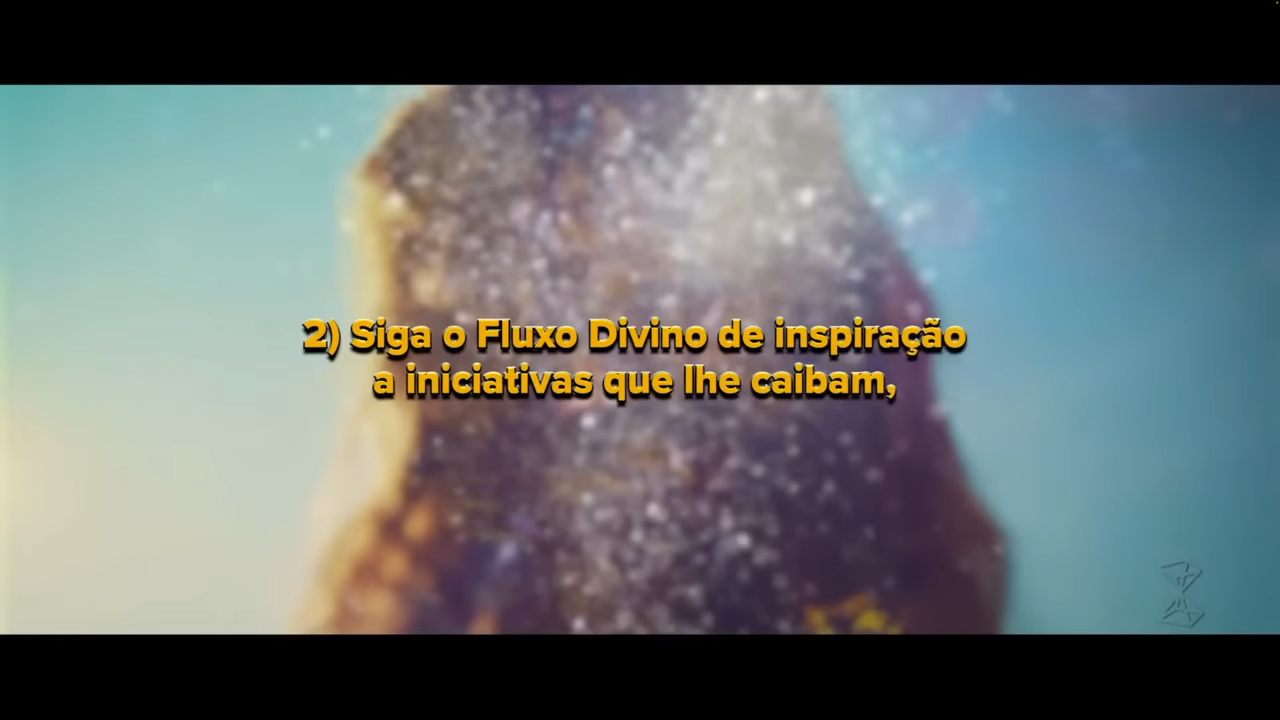 2) Siga o Fluxo Divino de inspiração
a iniciativas que lhe caibam,